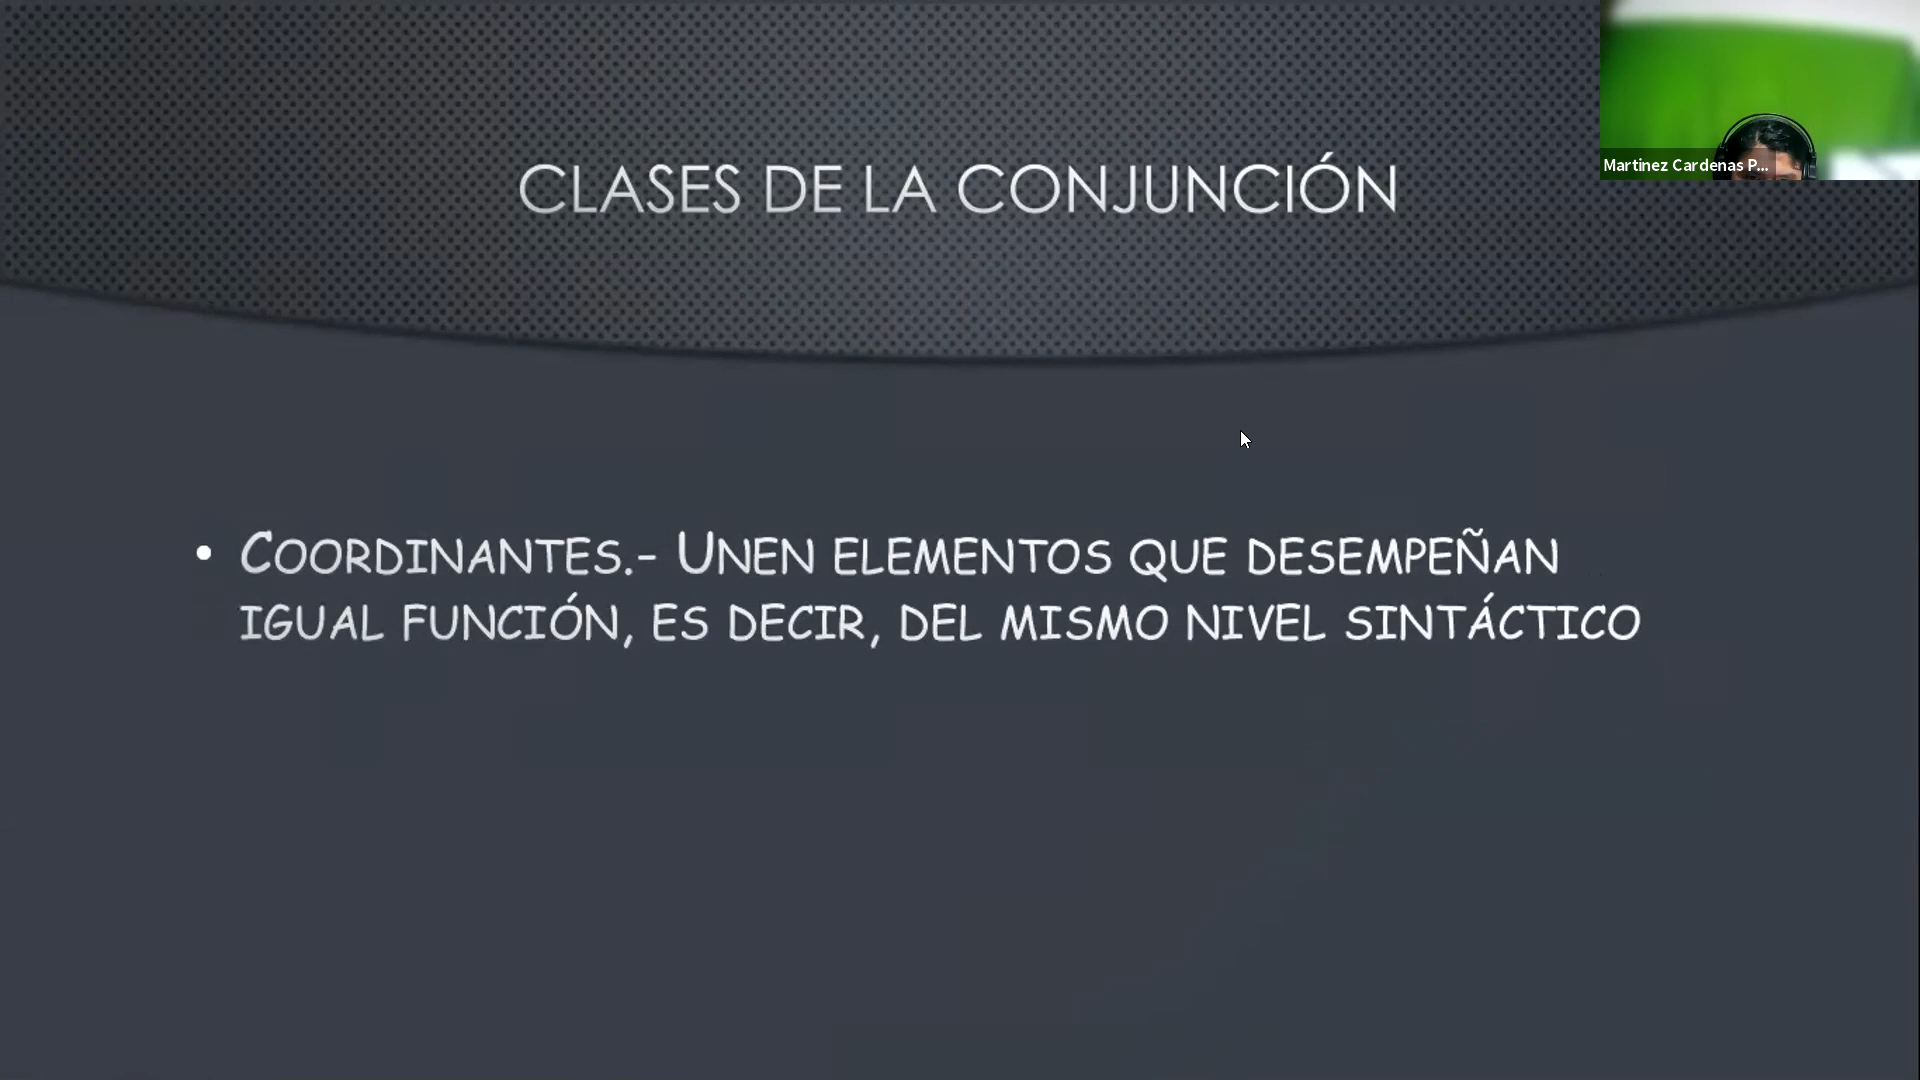 Martinez Cardenas P...
CLASES DE LA CONJUNCIÓN
• COORDINANTES.- UNEN ELEMENTOS QUE DESEMPEÑAN
IGUAL FUNCIÓN, ES DECIR, DEL MISMO NIVEL SINTÁCTICO